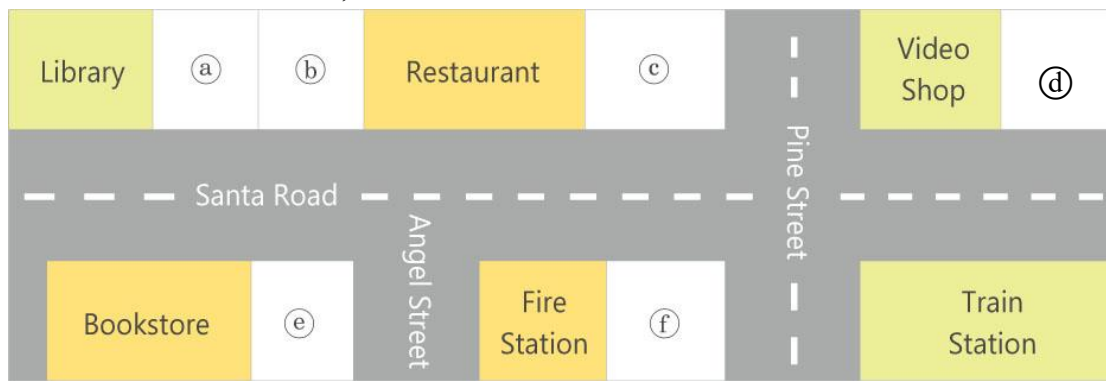 Library
ⓐ
ⓑ
Restaurant
ⓒ
Video
Shop
ⓓ
Santa Road
Angel Street
Pine Street
Bookstore
ⓔ
Fire
Station
ⓕ
Train
Station